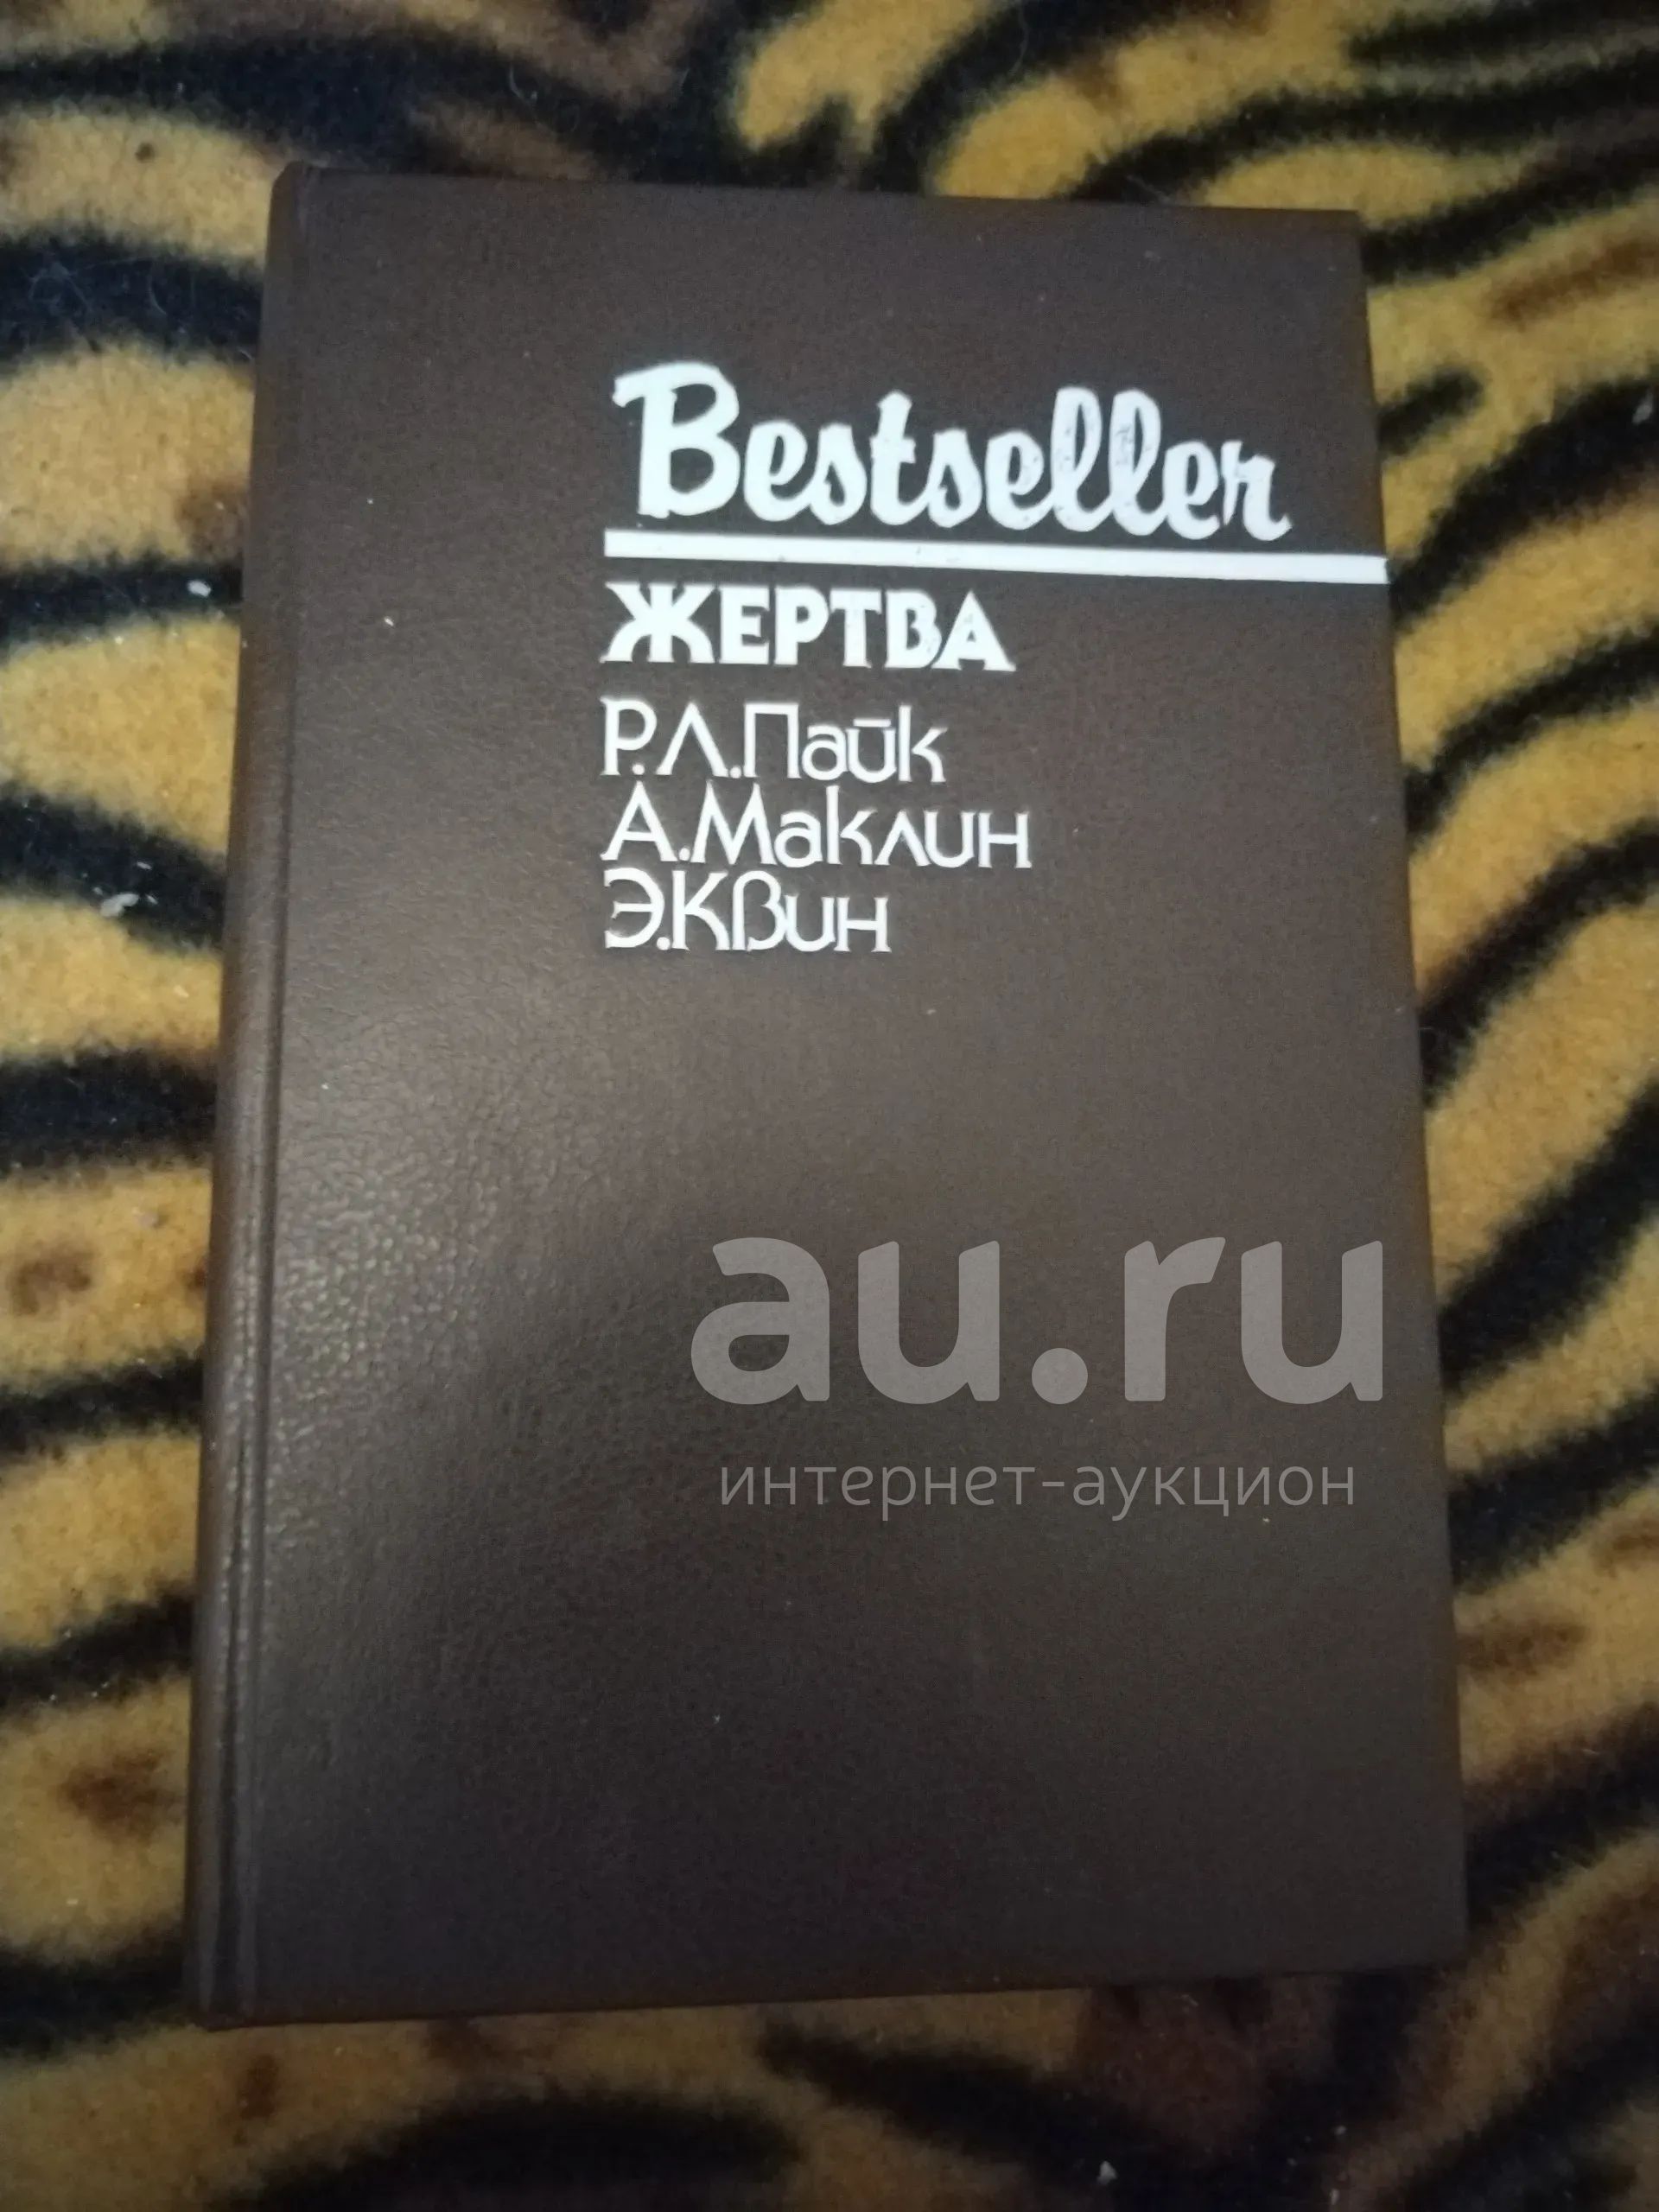 Bestseller
ЖЕРТВА
Р.Л.Пайк
А.Маклин
Э.Квин
au.ru
интернет-аукцион